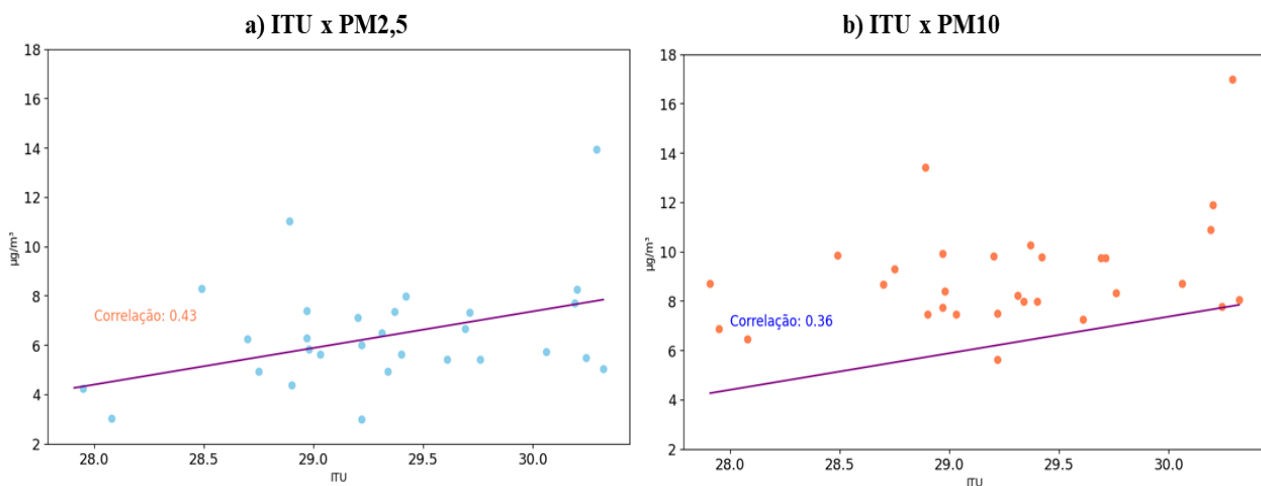 a) ITU x PM2,5
18
16
14
12
10
8
6
4
2
µg/m³
Correlação: 0.43
28.0 28.5 29.0 29.5 30.0
ITU
b) ITU x PM10
18
16
14
12
10
8
6
4
2
µg/m³
Correlação: 0.36
28.0 28.5 29.0 29.5 30.0
ITU